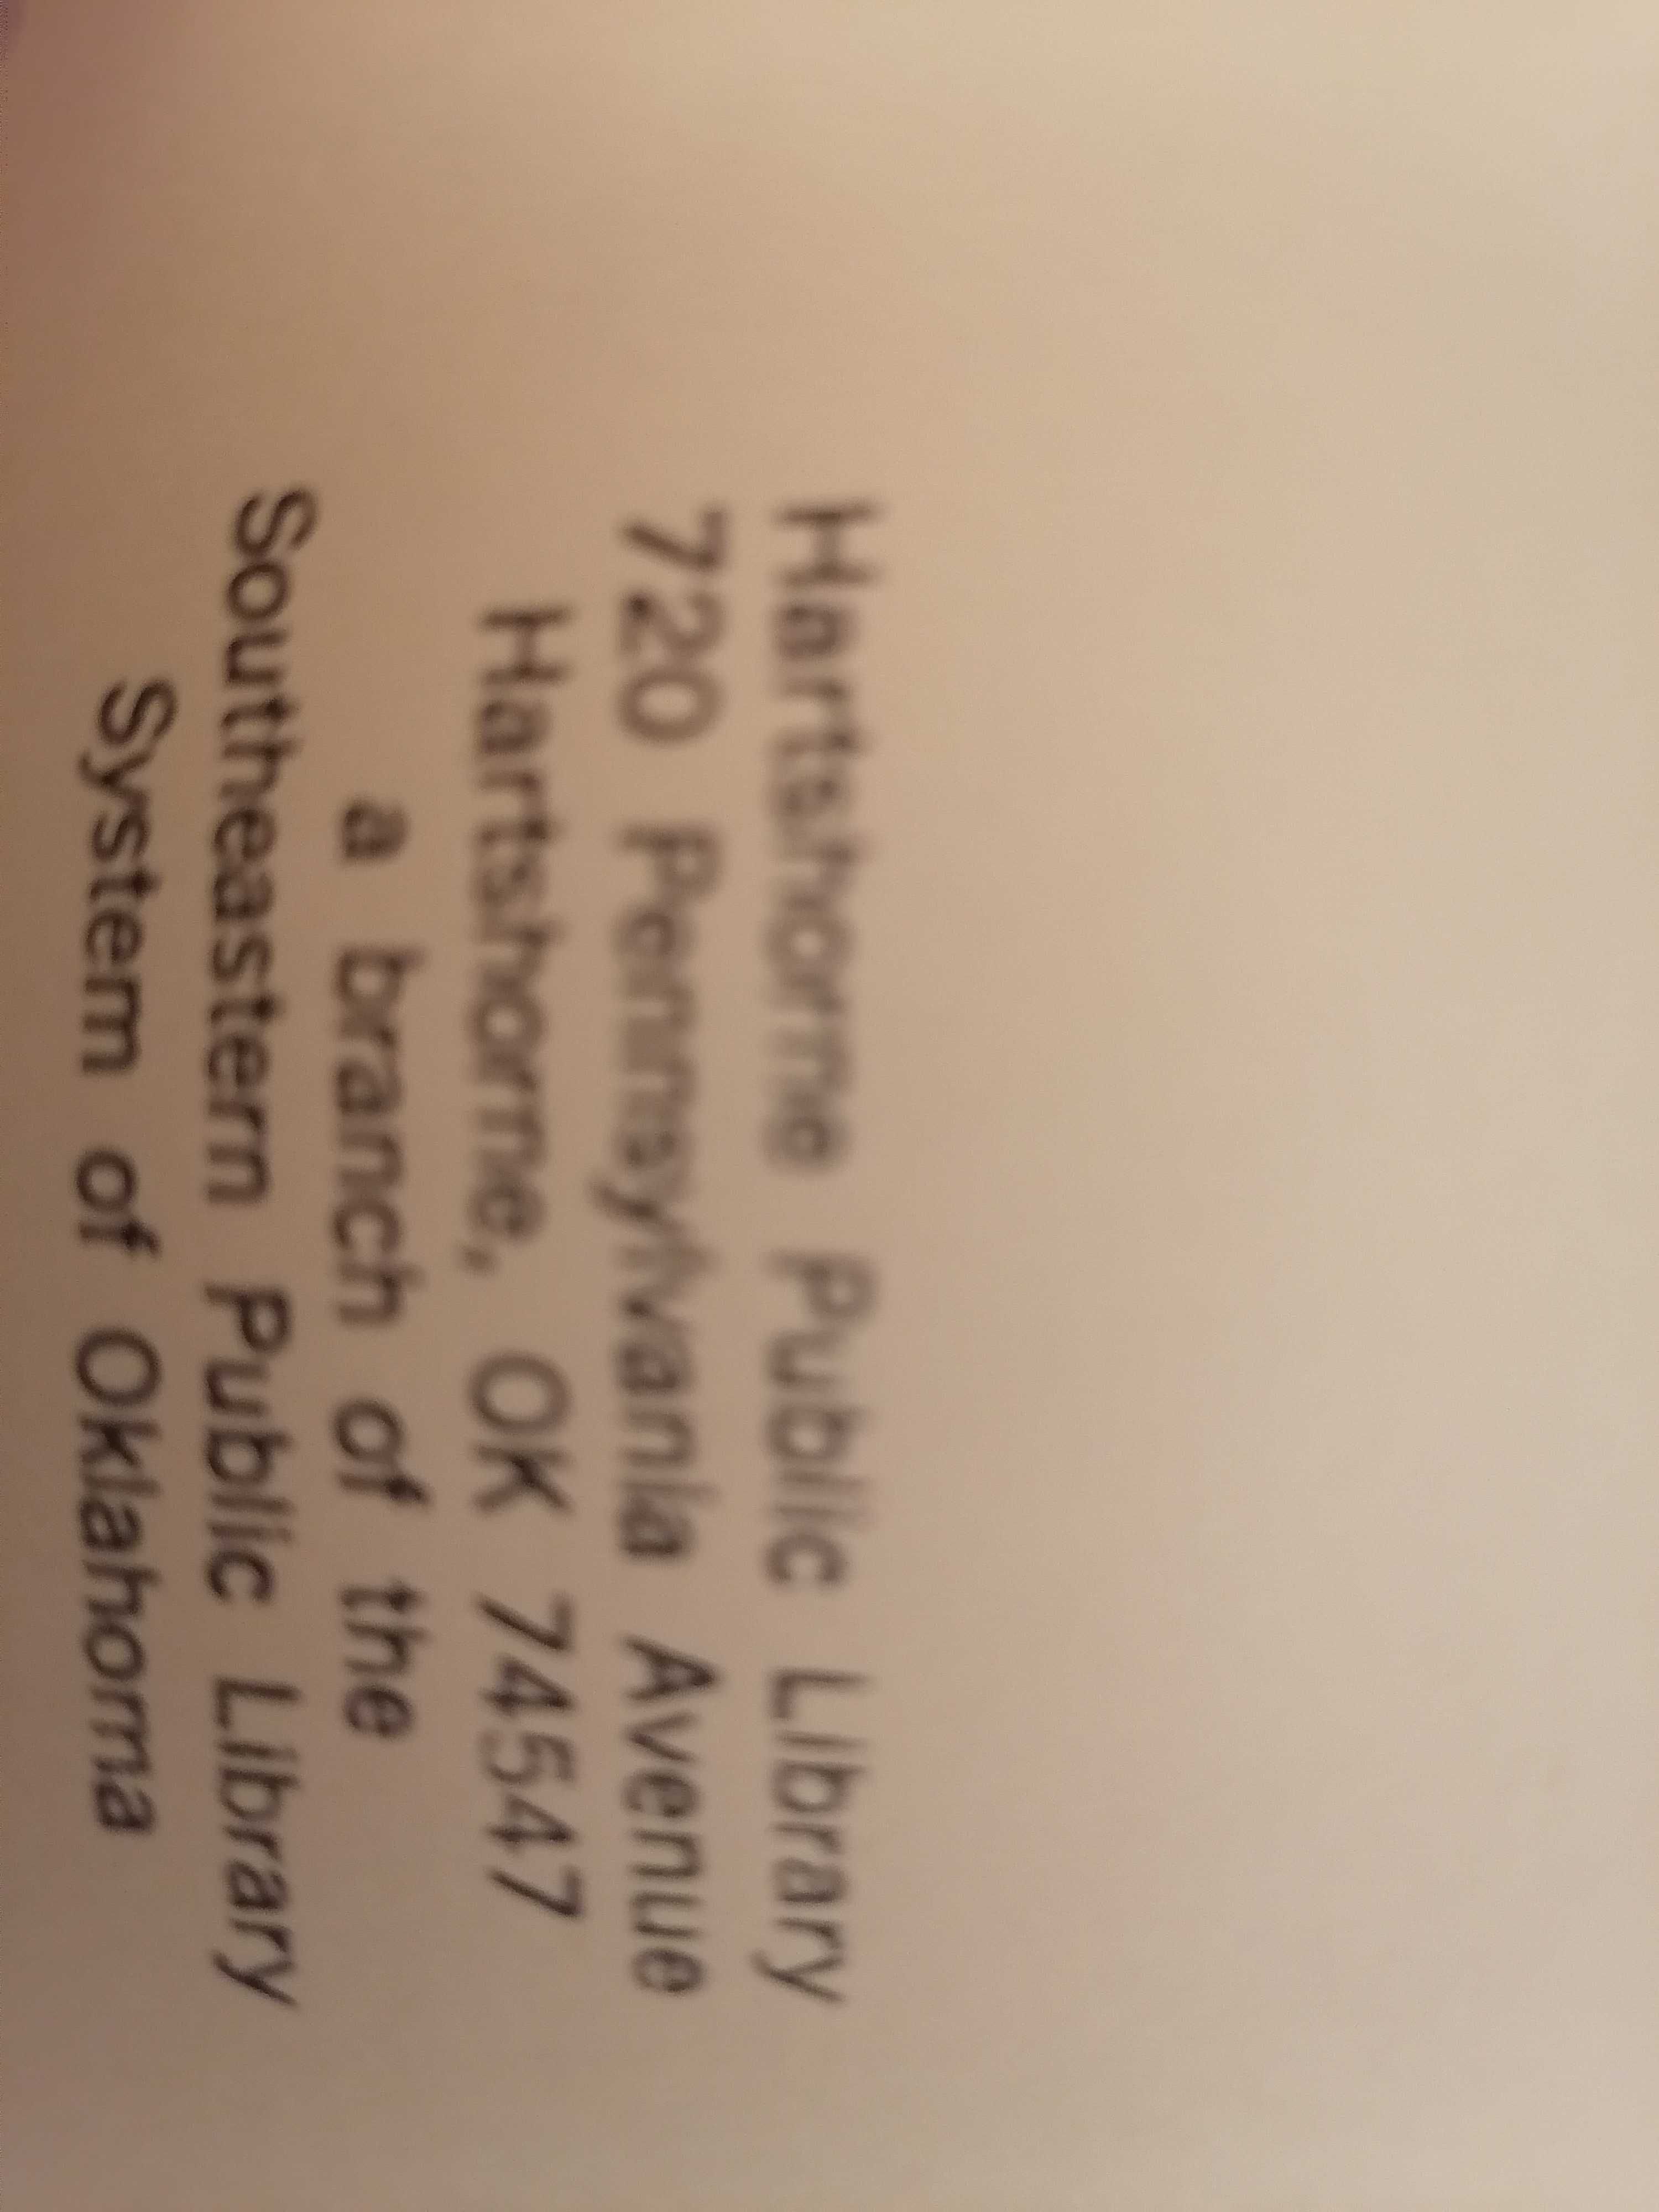 Hartshorne Public Library
720 Pennsylvania Avenue
Hartshorne, OK 74547
a branch of the
Southeastern Public Library
System of Oklahoma